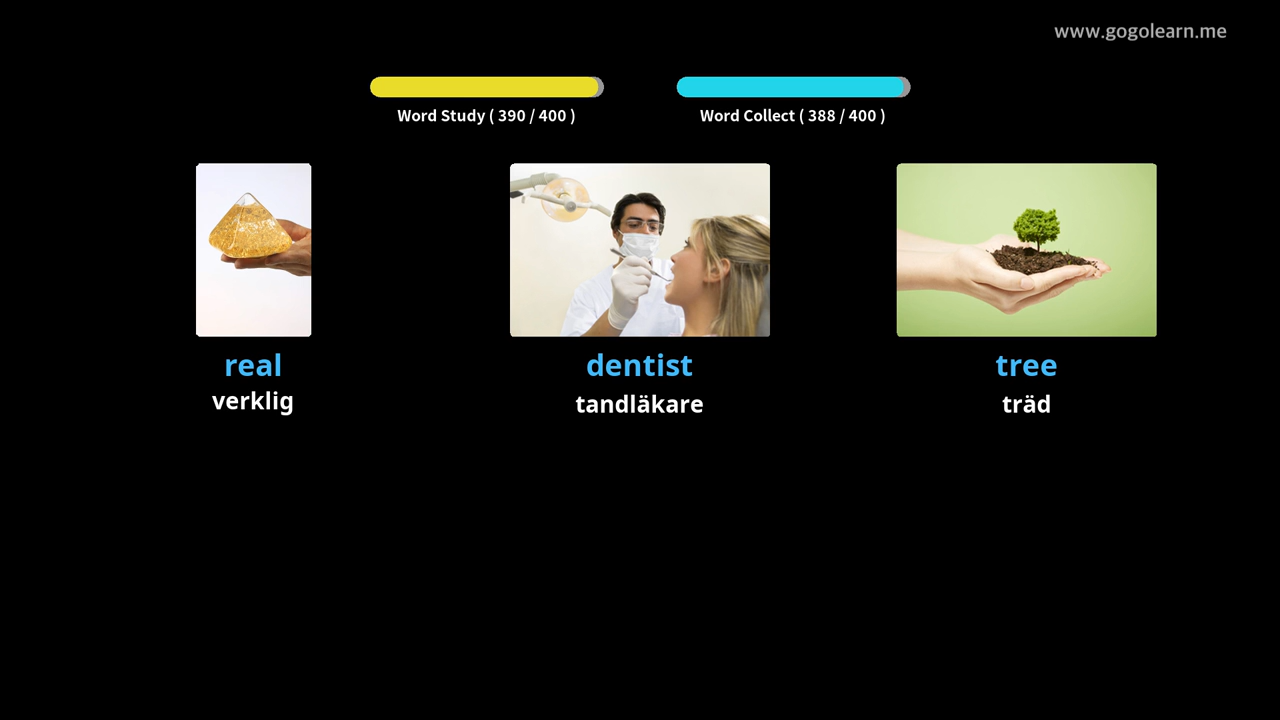 www.gogolearn.me
Word Study ( 390 / 400 )
Word Collect ( 388 / 400 )
real
verklig
dentist
tandläkare
tree
träd